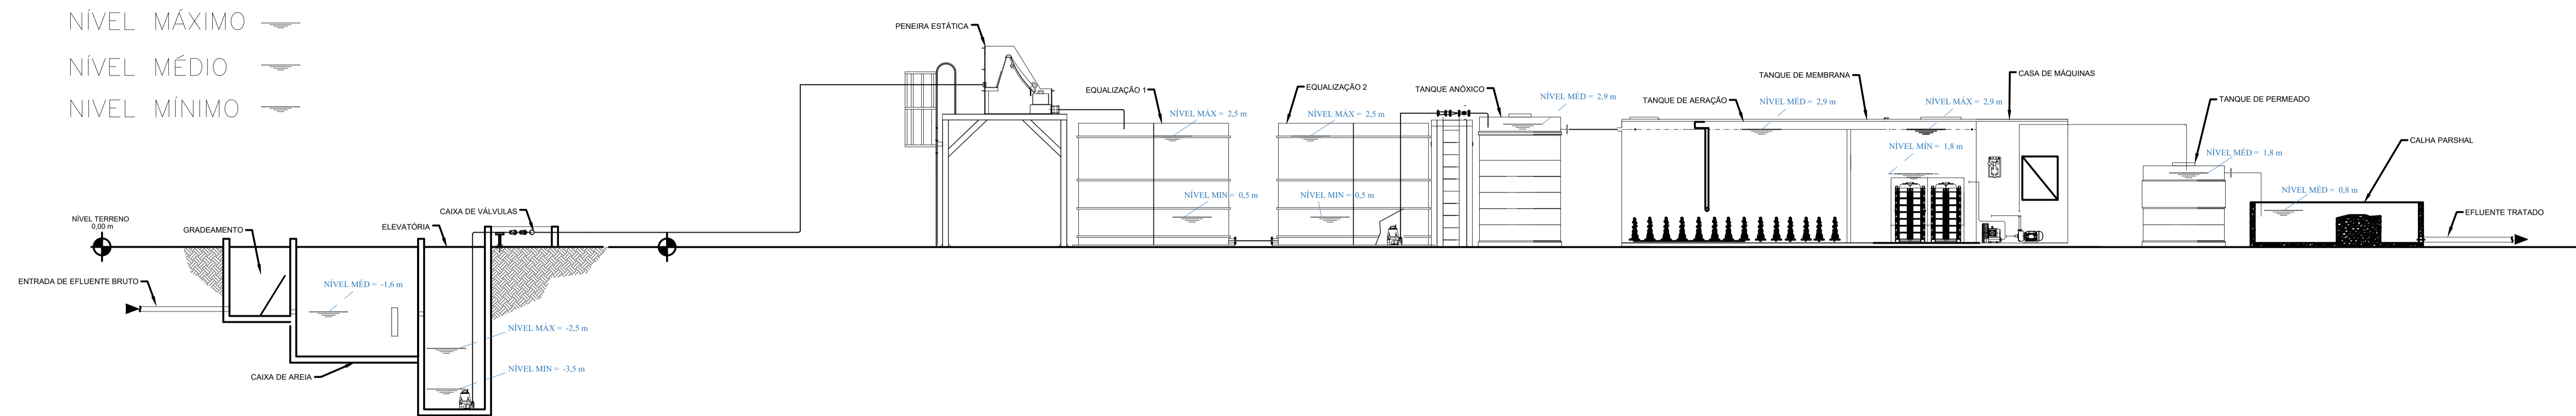 NÍVEL MÁXIMO
NÍVEL MÉDIO
NIVEL MÍNIMO
NÍVEL TERRENO
0,00 m
GRADEAMENTO
ENTRADA DE EFLUENTE BRUTO
CAIXA DE AREIA
NÍVEL MÉD = -1,6 m
ELEVATÓRIA
CAIXA DE VÁLVULAS
NÍVEL MÁX = -2,5 m
NÍVEL MIN = -3,5 m
PENEIRA ESTÁTICA
EQUALIZAÇÃO 1
NÍVEL MÁX = 2,5 m
NÍVEL MIN = 0,5 m
EQUALIZAÇÃO 2
NÍVEL MÁX = 2,5 m
NÍVEL MIN = 0,5 m
TANQUE ANÓXICO
NÍVEL MÉD = 2,9 m
TANQUE DE AERAÇÃO
NÍVEL MÉD = 2,9 m
TANQUE DE MEMBRANA
NÍVEL MÁX = 2,9 m
NÍVEL MÍN = 1,8 m
CASA DE MÁQUINAS
TANQUE DE PERMEADO
NÍVEL MÉD = 1,8 m
CALHA PARSHAL
NÍVEL MÉD = 0,8 m
EFLUENTE TRATADO